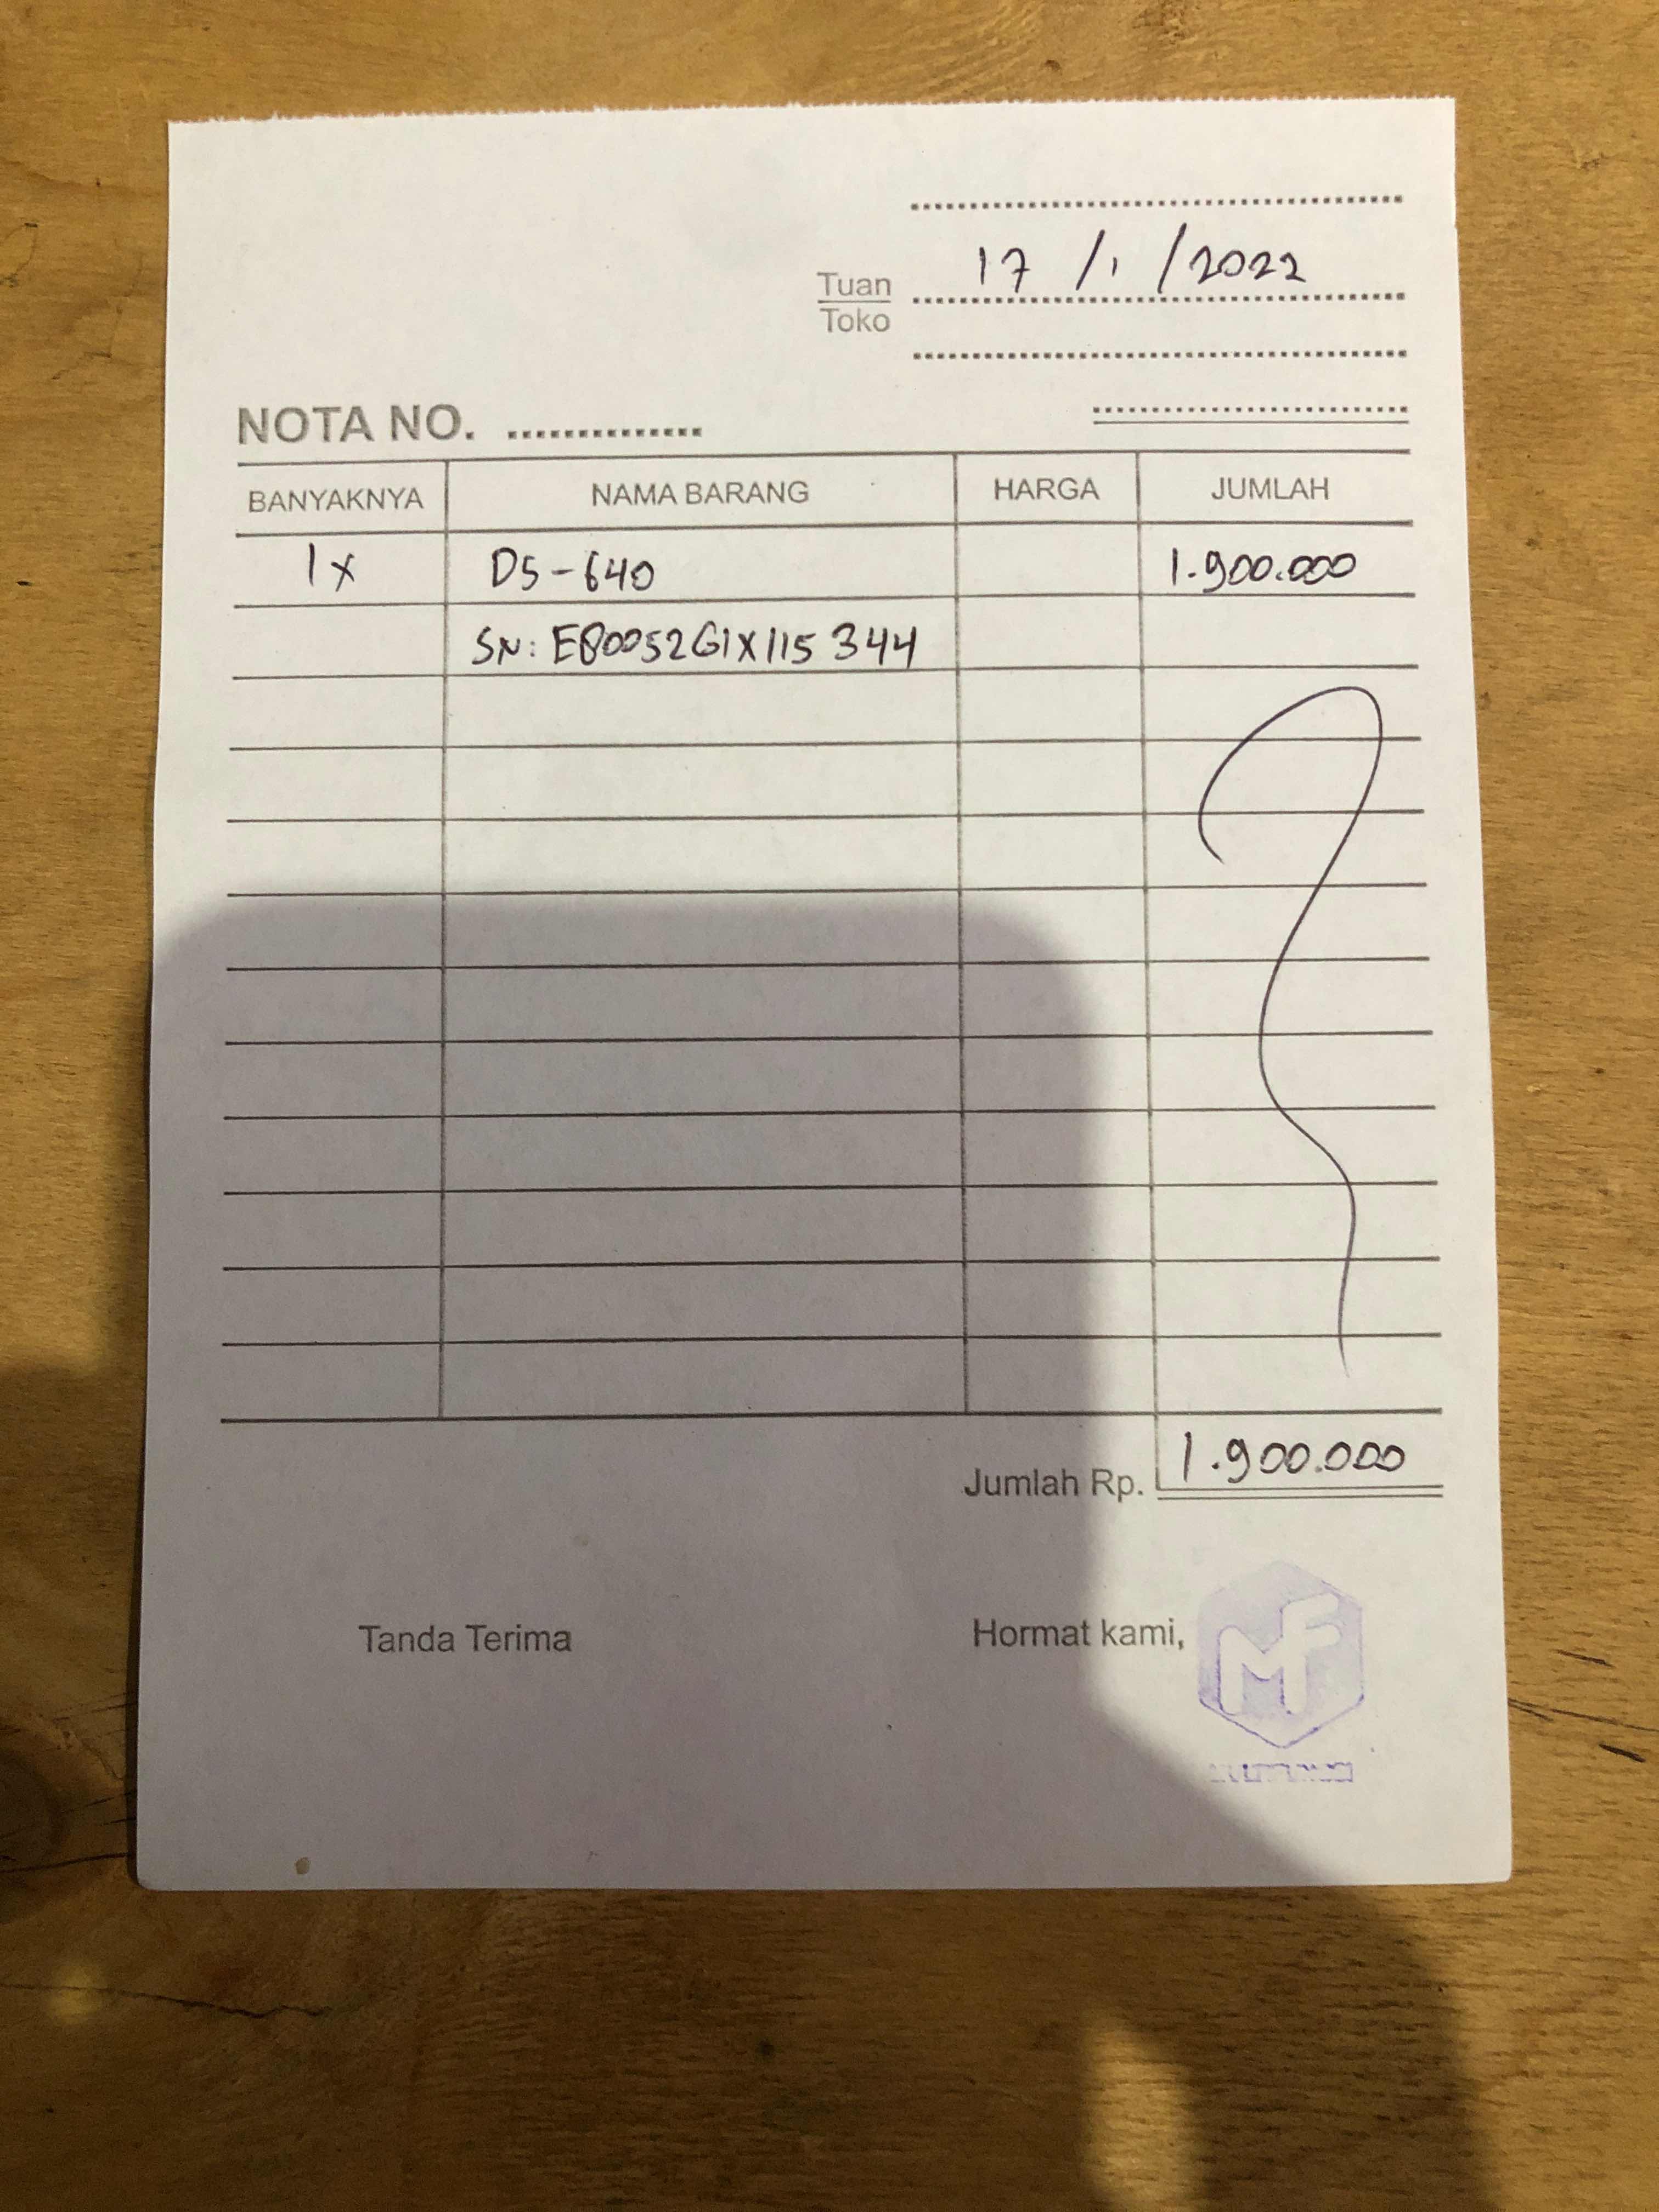 17 / 1 / 2022
Tuan
Toko
NOTA NO. ..............
BANYAKNYA NAMA BARANG HARGA JUMLAH
1x DS-640 1.900.000
SN: E80052G1X115344
Jumlah Rp. 1.900.000
Tanda Terima Hormat kami,
MF